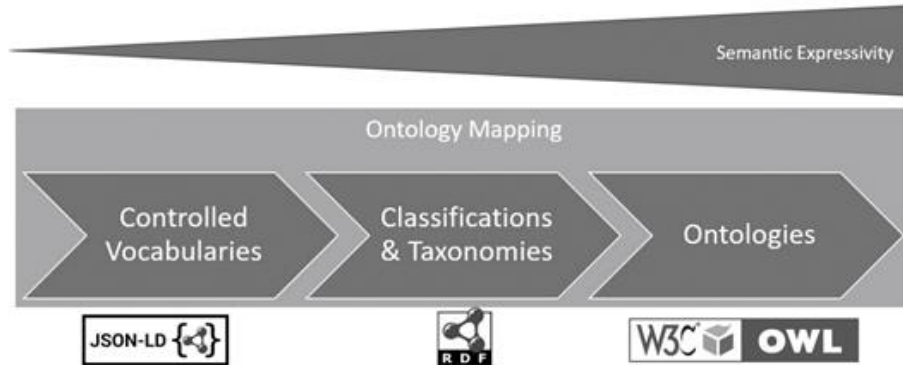 Semantic Expressivity
Ontology Mapping
Controlled
Vocabularies
Classifications
& Taxonomies
Ontologies
JSON-LD
RDF
W3C OWL